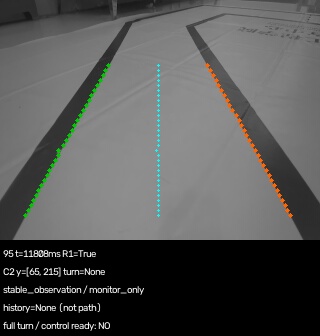 95 t=11808ms R1=True
C2 y=[65, 215] turn=None
stable_observation / monitor_only
history=None (not path)
full turn / control ready: NO